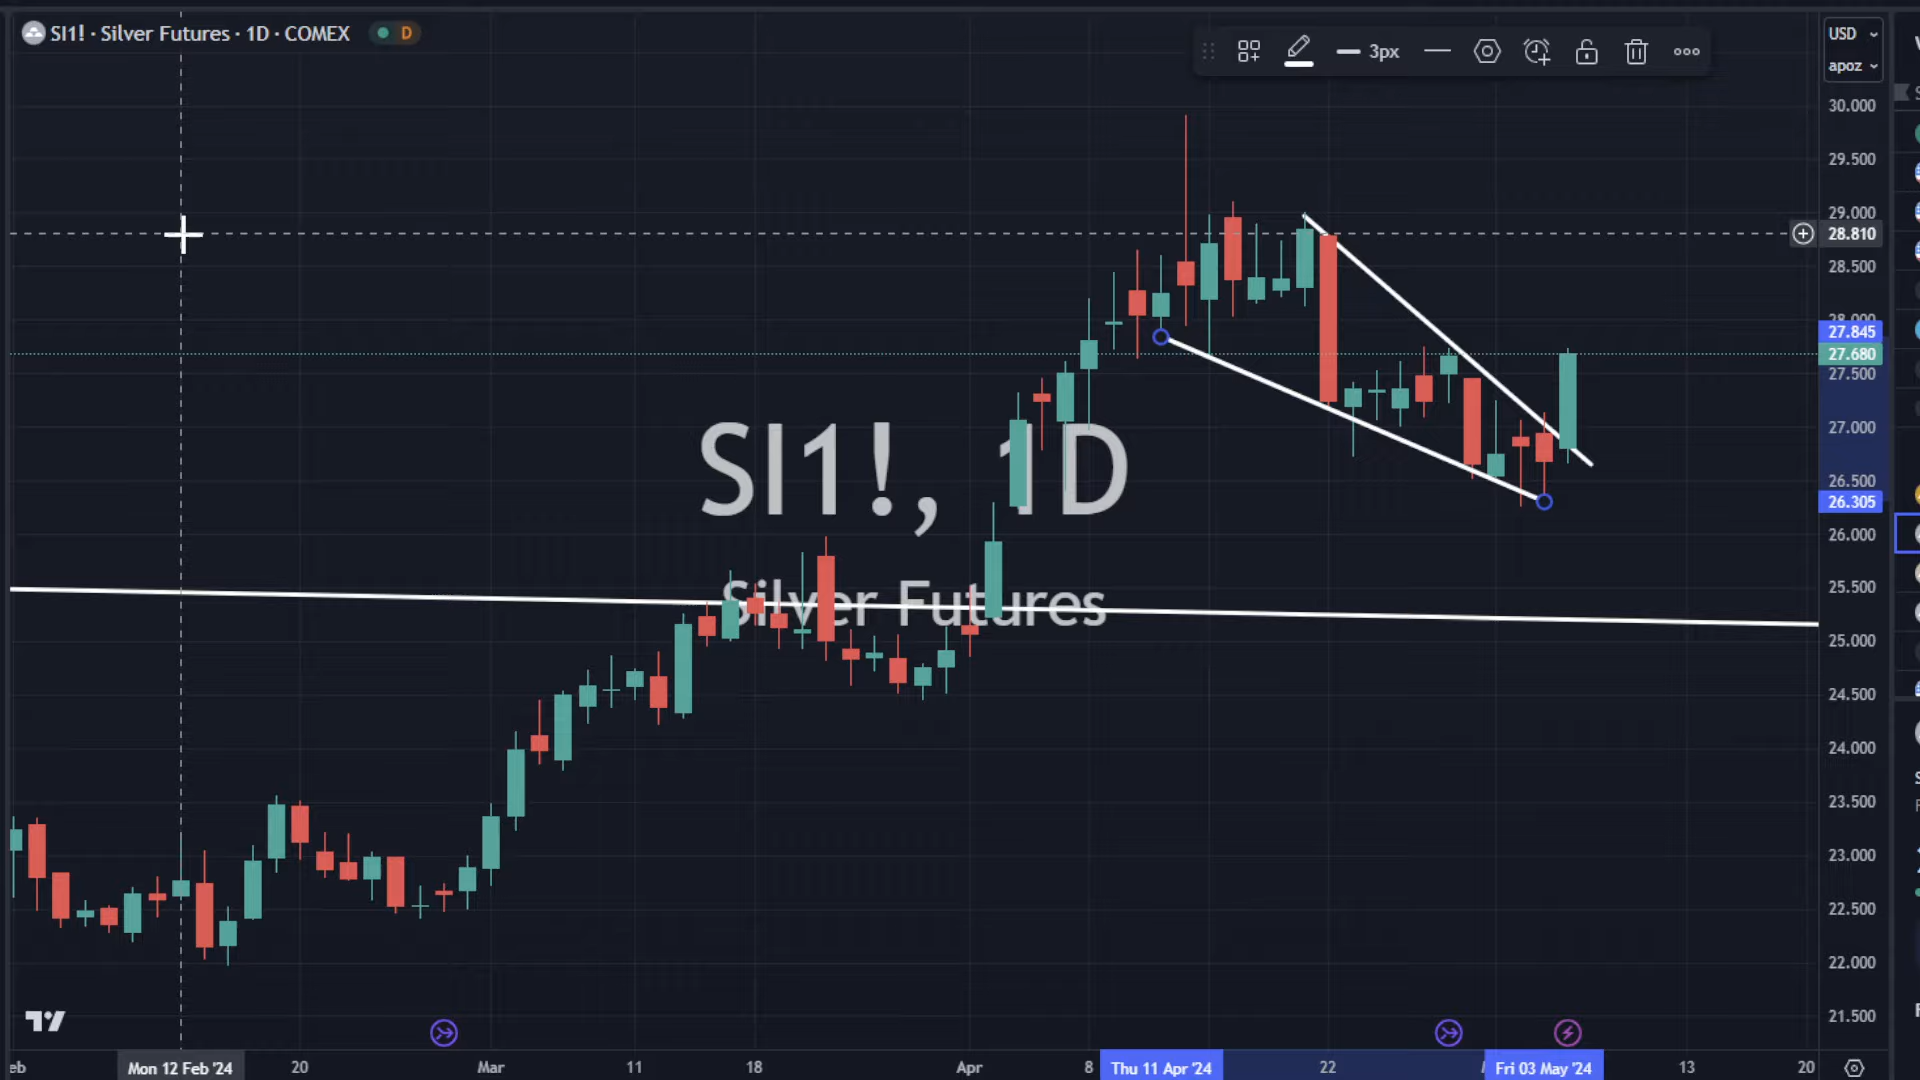 SI1! · Silver Futures · 1D · COMEX D
3px
USD
apoz
30.000
29.500
29.000
28.810
28.500
28.000
27.845
27.680
27.500
27.000
26.500
26.305
26.000
25.500
25.000
24.500
24.000
23.500
23.000
22.500
22.000
21.500
SI1!, 1D
Silver Futures
eb
Mon 12 Feb '24
20
Mar
11
18
Apr
8
Thu 11 Apr '24
22
Fri 03 May '24
13
20